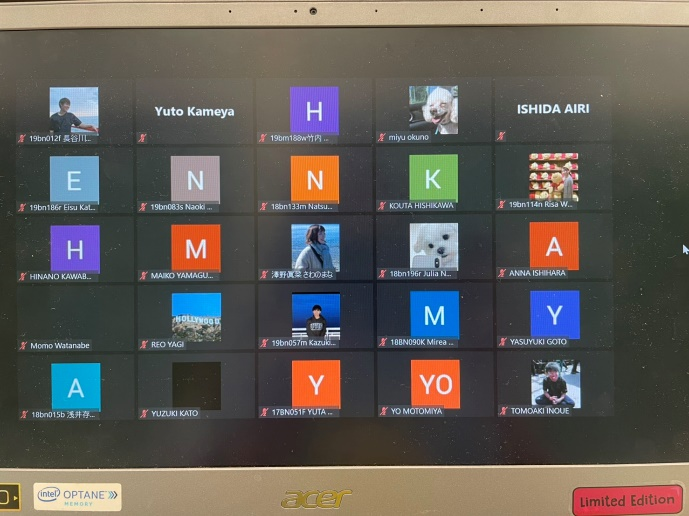 H
19bn012f 長谷川...
Yuto Kameya
19bm188w竹内 ...
miyu okuno
ISHIDA AIRI
E
N
N
K
19bn186r Eisu Kat...
19bn083s Naoki ...
18bn133m Natsu...
KOUTA HISHIKAWA
19bn114n Risa W...
H
M
A
HINANO KAWAB...
MAIKO YAMAGU...
澤野眞菜 さわのまな
18bn196r Julia N...
ANNA ISHIHARA
HOLLYWOOD
M
Y
Momo Watanabe
REO YAGI
19bn057m Kazuki...
18BN090K Mirea ...
YASUYUKI GOTO
A
Y
YO
18bn015b 浅井存...
YUZUKI KATO
17BN051F YUTA ...
YO MOTOMIYA
TOMOAKI INOUE
intel OPTANE
MEMORY
acer
Limited Edition